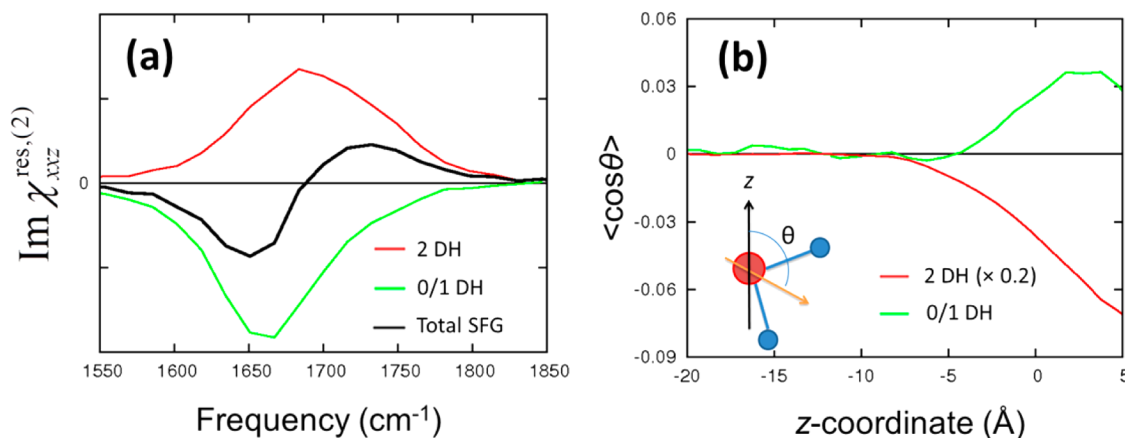 (a)
Im χ_xxz^res,(2)
0
2 DH
0/1 DH
Total SFG
1550 1600 1650 1700 1750 1800 1850
Frequency (cm⁻¹)
(b)
<cosθ>
0.06
0.03
0
-0.03
-0.06
-0.09
z
θ
2 DH (× 0.2)
0/1 DH
-20 -15 -10 -5 0 5
z-coordinate (Å)